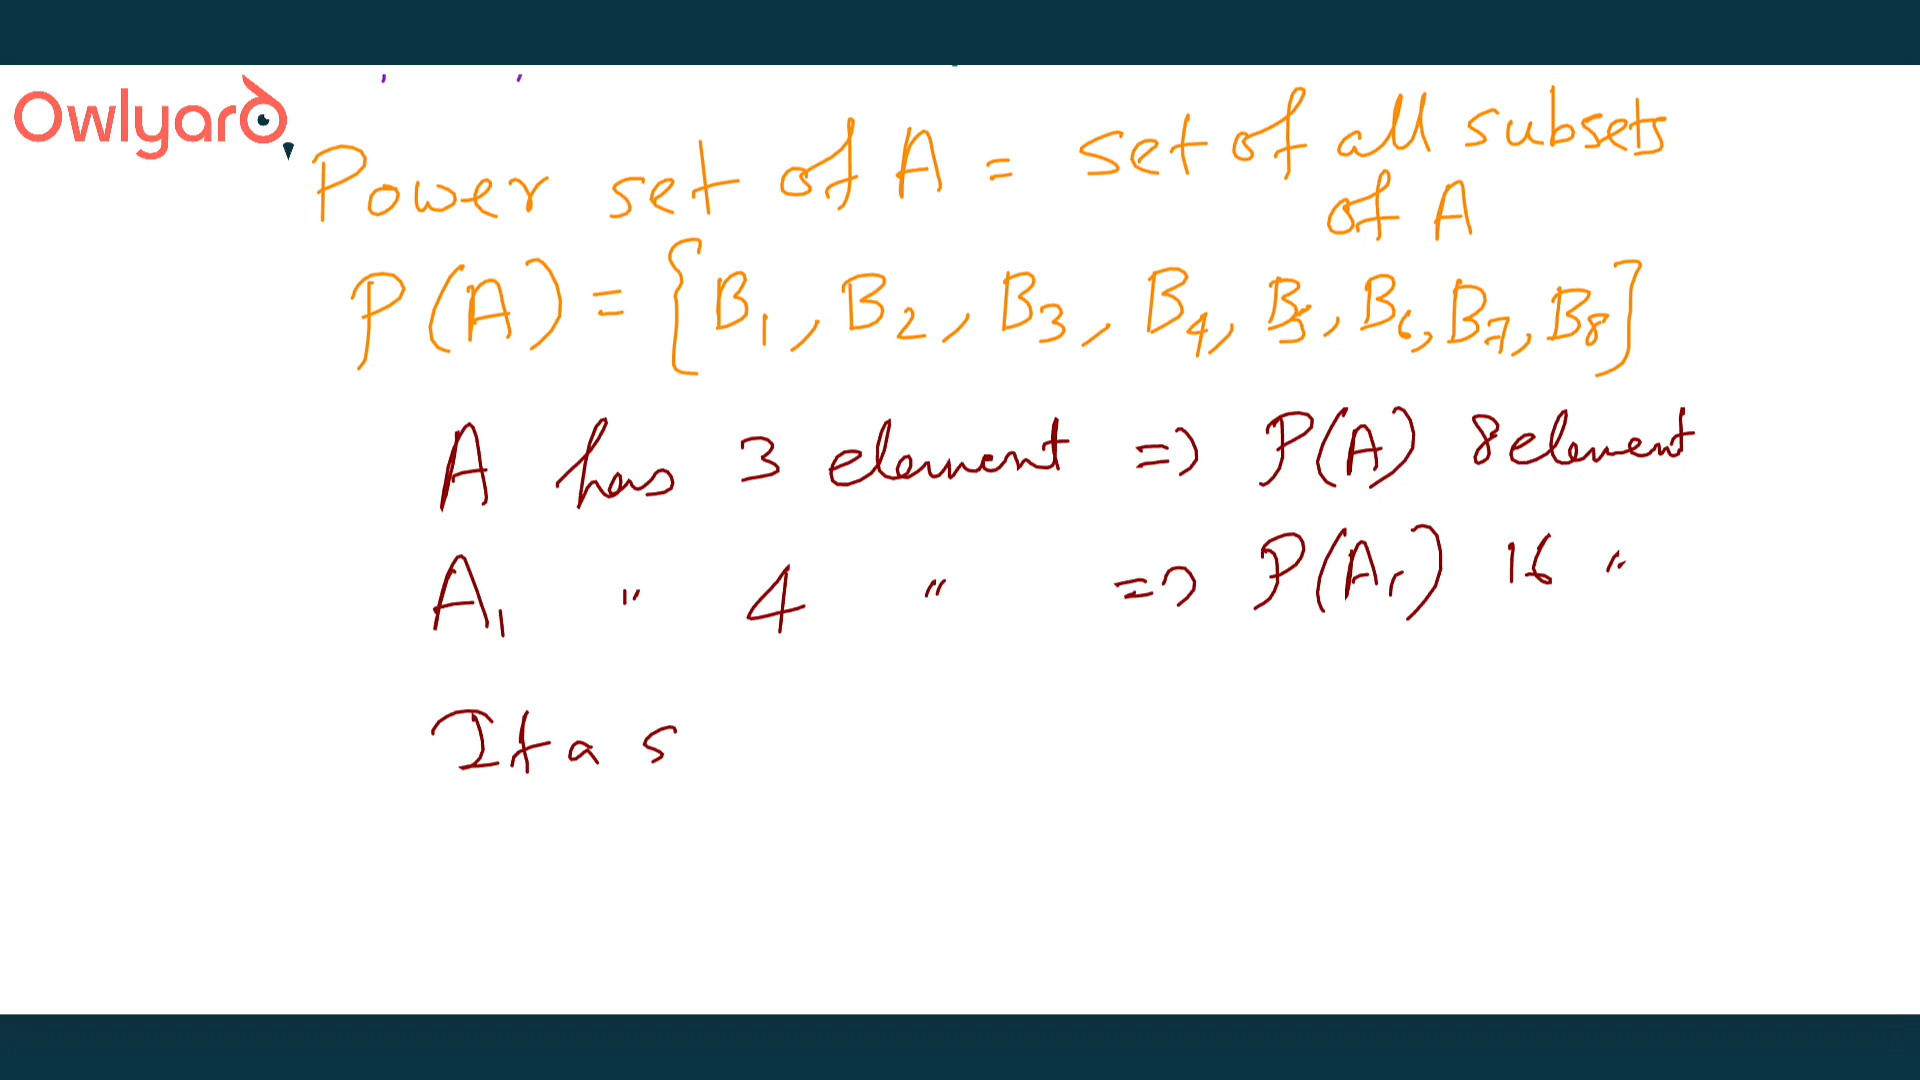 Owlyard
Power set of A = set of all subsets
of A
P(A) = {B1, B2, B3, B4, B5, B6, B7, B8}
A has 3 element => P(A) 8 element
A1 " 4 " => P(A1) 16 "
If a s